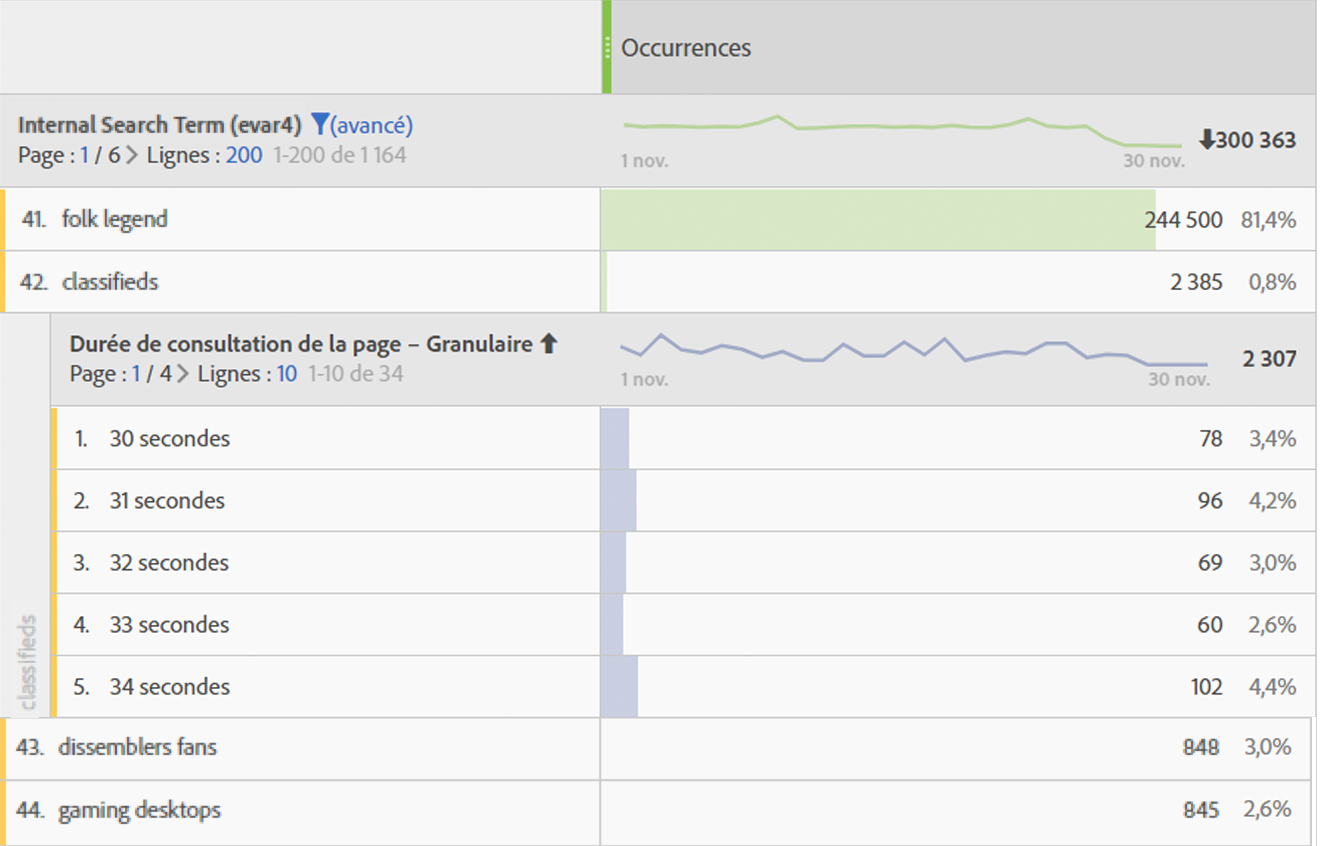 Occurrences
Internal Search Term (evar4) (avancé)
Page : 1 / 6 > Lignes : 200 1-200 de 1 164
1 nov.
30 nov.
300 363
41. folk legend 244 500 81,4%
42. classifieds 2 385 0,8%
Durée de consultation de la page – Granulaire
Page : 1 / 4 > Lignes : 10 1-10 de 34
1 nov.
30 nov.
2 307
classifieds
1. 30 secondes 78 3,4%
2. 31 secondes 96 4,2%
3. 32 secondes 69 3,0%
4. 33 secondes 60 2,6%
5. 34 secondes 102 4,4%
43. dissemblers fans 848 3,0%
44. gaming desktops 845 2,6%